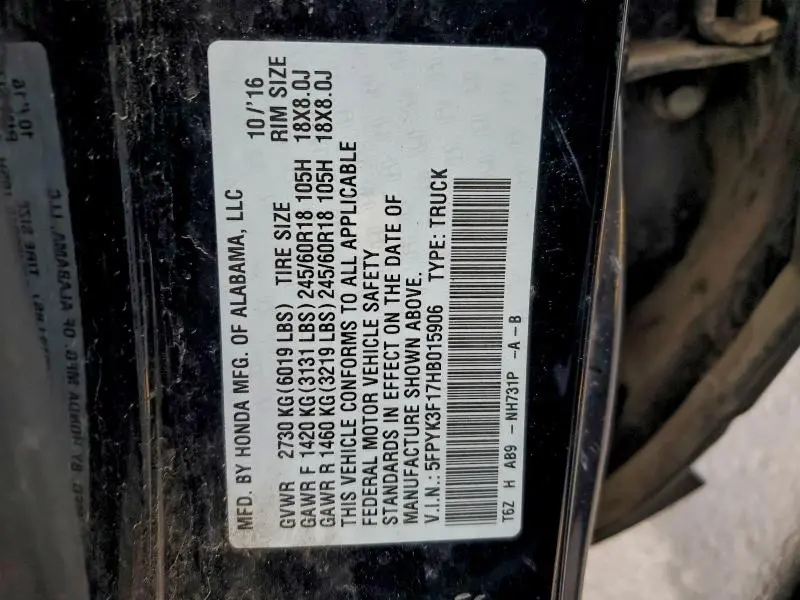 MFD. BY HONDA MFG. OF ALABAMA, LLC 10/'16
GVWR 2730 KG(6019 LBS) TIRE SIZE RIM SIZE
GAWR F 1420 KG(3131 LBS) 245/60R18 105H 18X8.0J
GAWR R 1460 KG(3219 LBS) 245/60R18 105H 18X8.0J
THIS VEHICLE CONFORMS TO ALL APPLICABLE
FEDERAL MOTOR VEHICLE SAFETY
STANDARDS IN EFFECT ON THE DATE OF
MANUFACTURE SHOWN ABOVE.
V.I.N.: 5FPYK3F17HB015906 TYPE: TRUCK
T6Z H AB9 - NH731P -A-B